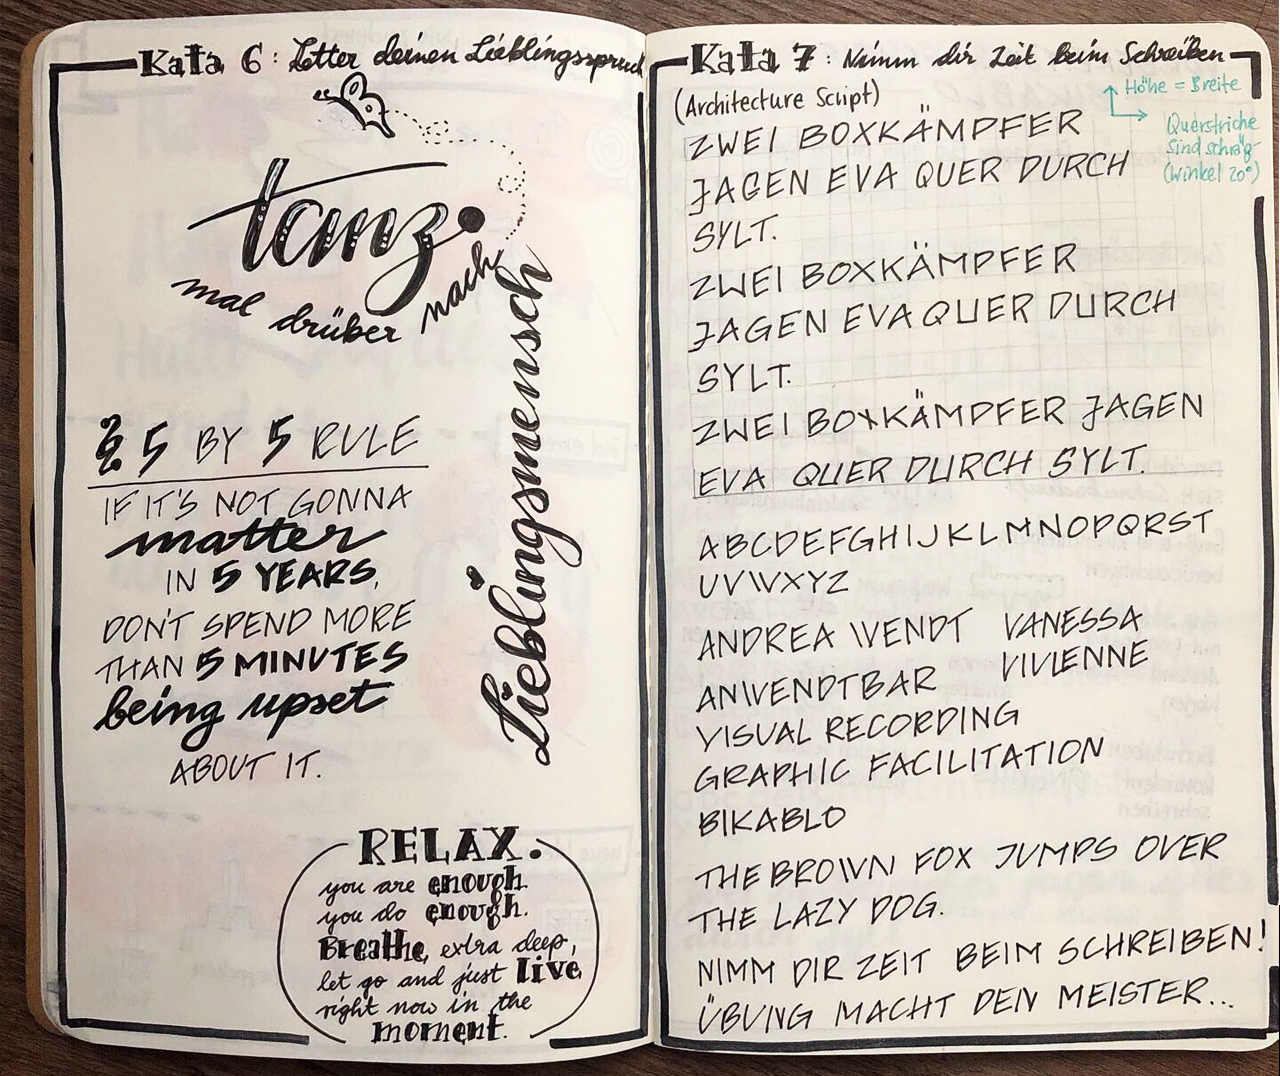 Kata 6: Letter deinen Lieblingsspruch
tanz.
mal drüber nach
Lieblingsmensch
5 BY 5 RULE
IF IT'S NOT GONNA
matter
IN 5 YEARS,
DON'T SPEND MORE
THAN 5 MINUTES
being upset
ABOUT IT.
RELAX.
you are enough.
you do enough.
Breathe, extra deep,
let go and just live
right now in the
moment.
Kata 7: Nimm dir Zeit beim Schreiben
(Architecture Script)
Höhe = Breite
Querstriche
sind schräg
(Winkel 20°)
ZWEI BOXKÄMPFER
JAGEN EVA QUER DURCH
SYLT.
ZWEI BOXKÄMPFER
JAGEN EVA QUER DURCH
SYLT.
ZWEI BOXKÄMPFER JAGEN
EVA QUER DURCH SYLT.
ABCDEFGHIJKLMNOPQRST
UVWXYZ
ANDREA WENDT VANESSA
ANWENDTBAR VIVIENNE
VISUAL RECORDING
GRAPHIC FACILITATION
BIKABLO
THE BROWN FOX JUMPS OVER
THE LAZY DOG.
NIMM DIR ZEIT BEIM SCHREIBEN!
ÜBUNG MACHT DEN MEISTER...